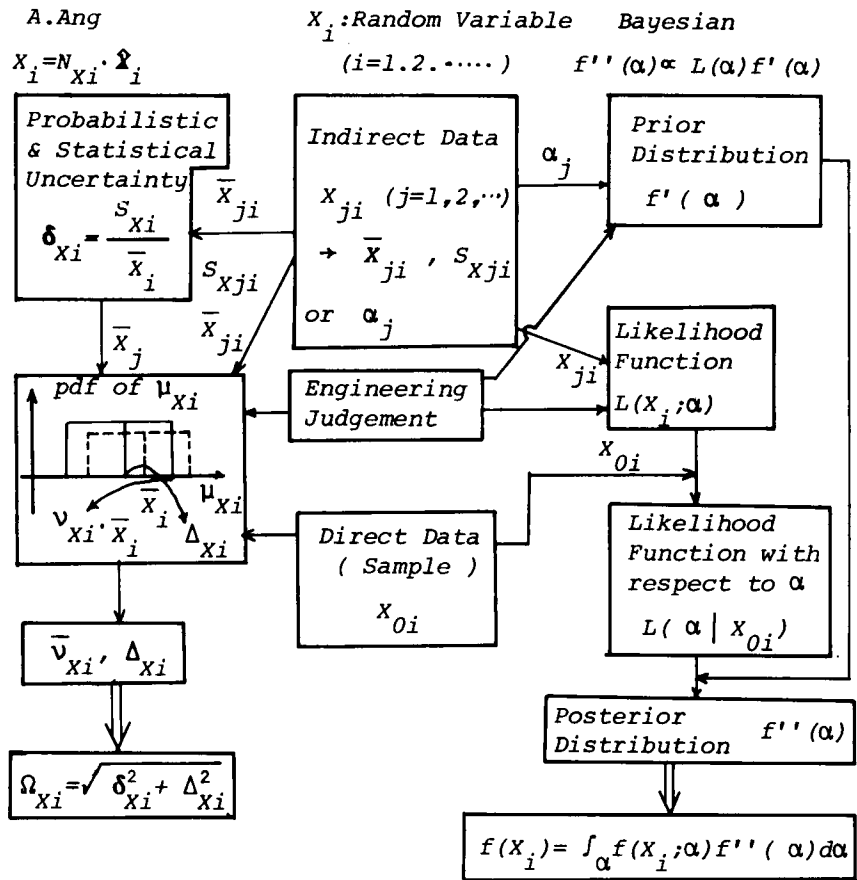 A.Ang
X_i:Random Variable
Bayesian
X_i=N_Xi·X̂_i
(i=1.2.·····)
f''(α)∝ L(α)f'(α)
Probabilistic
& Statistical
Uncertainty
δ_Xi = S_Xi / X̄_i
X̄_ji
S_Xji
X̄_ji
X̄_j
Indirect Data
X_ji (j=1,2,···)
→ X̄_ji , S_Xji
or α_j
α_j
X_ji
Prior
Distribution
f'( α )
Likelihood
Function
L(X_i;α)
Engineering
Judgement
pdf of μ_Xi
μ_Xi
X̄_i
ν_Xi·X̄_i
Δ_Xi
X_0i
Direct Data
( Sample )
X_0i
Likelihood
Function with
respect to α
L( α | X_0i)
ν̄_Xi, Δ_Xi
Ω_Xi=√ δ²_Xi + Δ²_Xi
Posterior
Distribution f''(α)
f(X_i)= ∫_α f(X_i;α)f''( α)dα